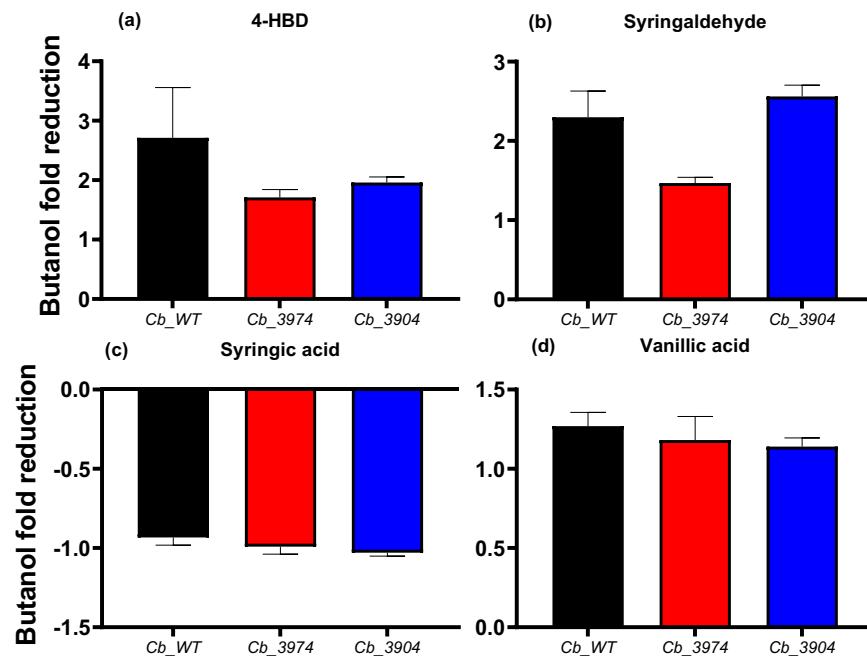 (a)
4-HBD
Butanol fold reduction
4
3
2
1
0
Cb_WT
Cb_3974
Cb_3904
(b)
Syringaldehyde
3
2
1
0
Cb_WT
Cb_3974
Cb_3904
(c)
Syringic acid
Butanol fold reduction
0.0
-0.5
-1.0
-1.5
Cb_WT
Cb_3974
Cb_3904
(d)
Vanillic acid
1.5
1.0
0.5
0.0
Cb_WT
Cb_3974
Cb_3904